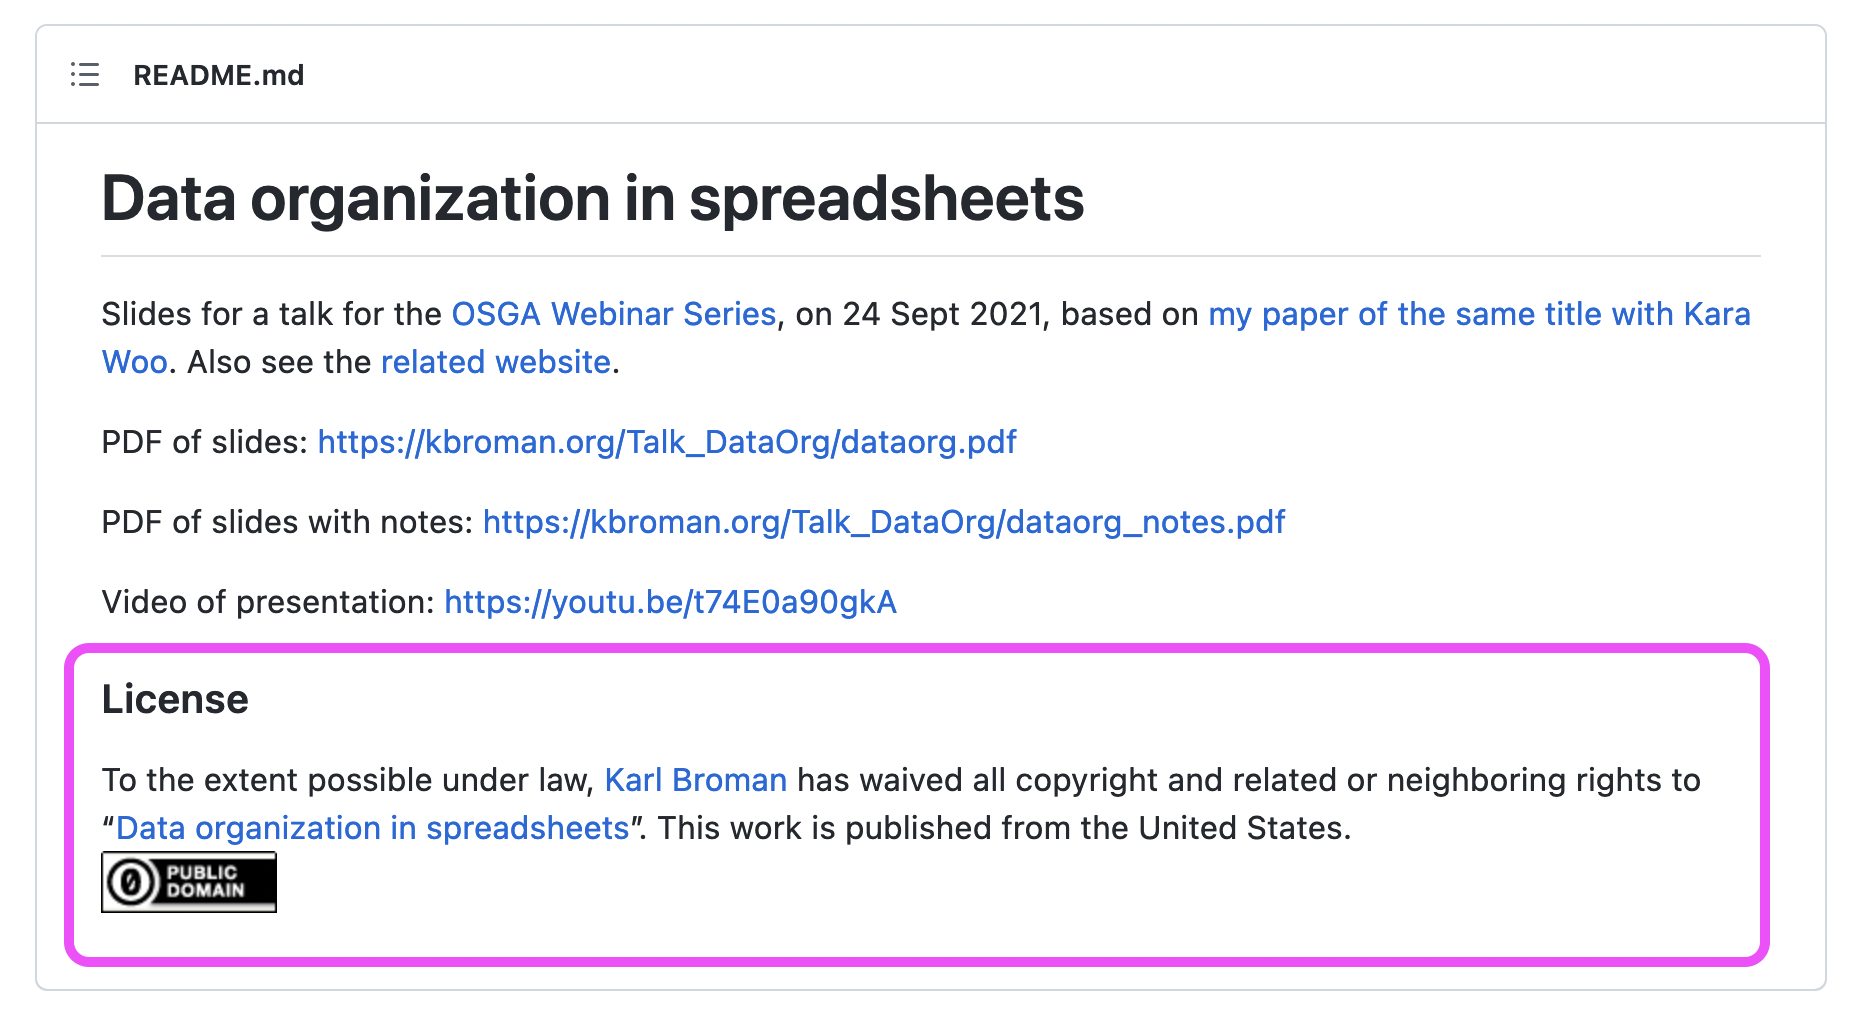 README.md
Data organization in spreadsheets
Slides for a talk for the OSGA Webinar Series, on 24 Sept 2021, based on my paper of the same title with Kara
Woo. Also see the related website.
PDF of slides: https://kbroman.org/Talk_DataOrg/dataorg.pdf
PDF of slides with notes: https://kbroman.org/Talk_DataOrg/dataorg_notes.pdf
Video of presentation: https://youtu.be/t74E0a90gkA
License
To the extent possible under law, Karl Broman has waived all copyright and related or neighboring rights to
“Data organization in spreadsheets”. This work is published from the United States.
0 PUBLIC
DOMAIN